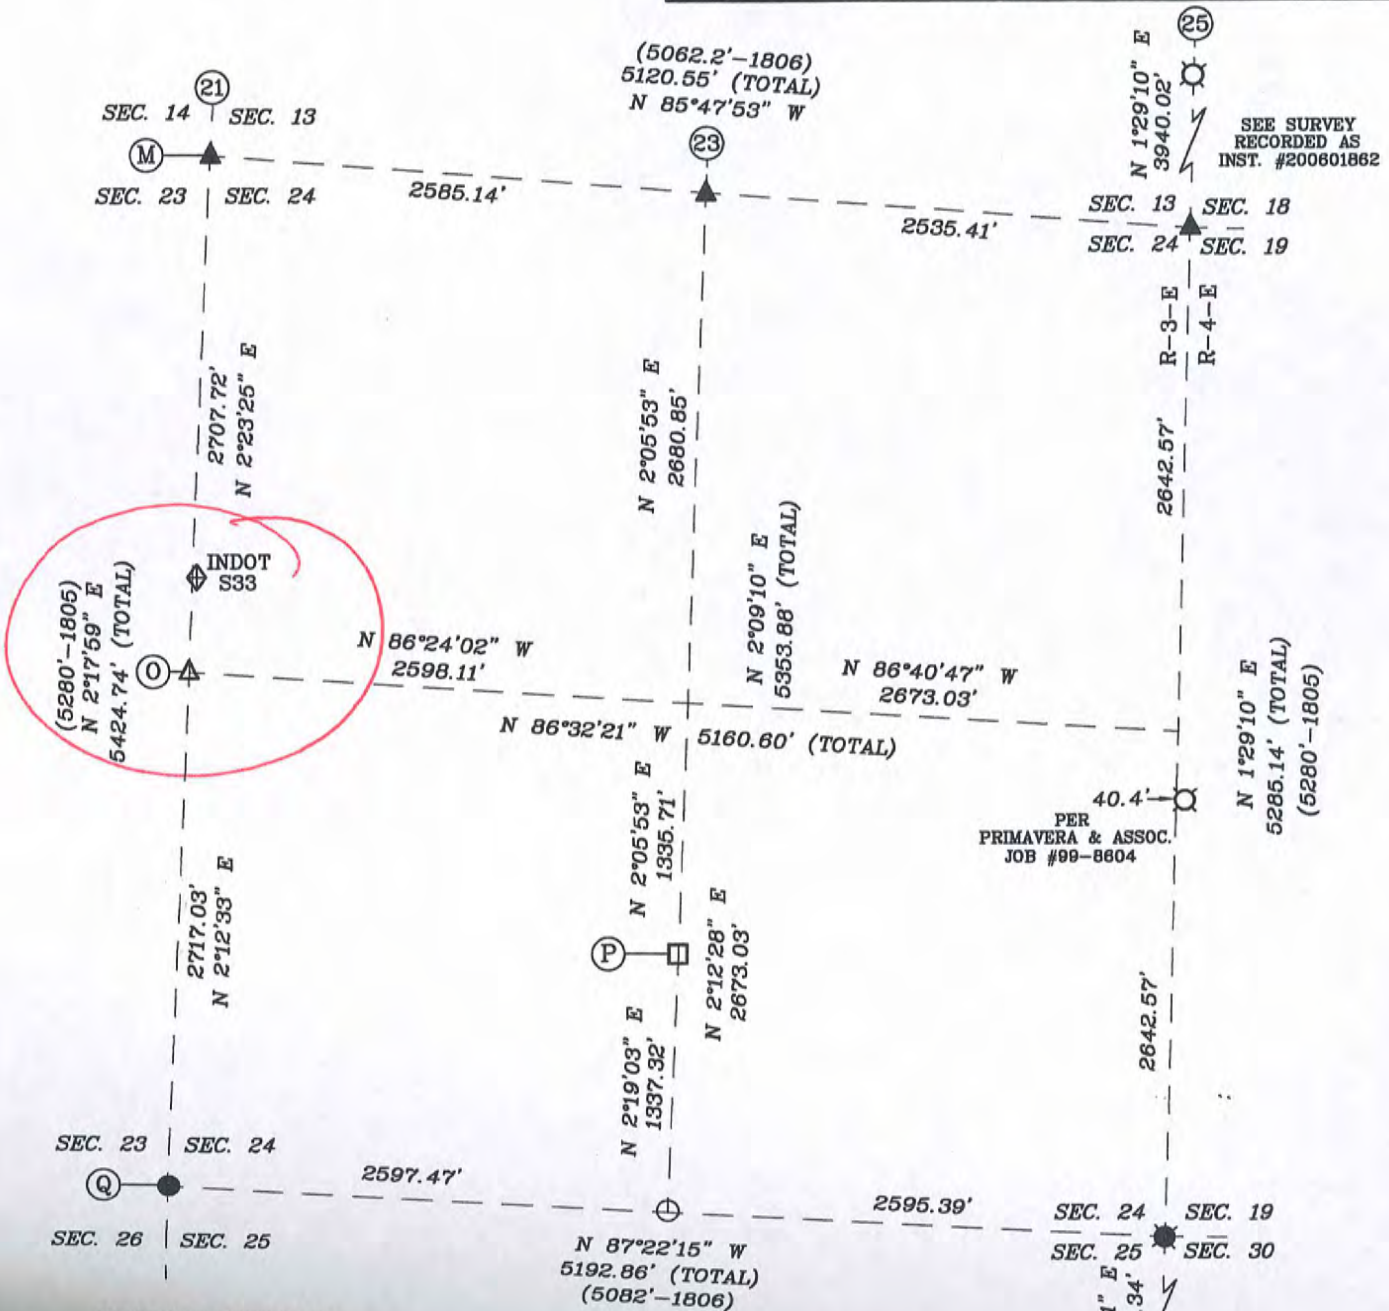 (5062.2'-1806)
5120.55' (TOTAL)
N 85°47'53" W
25
N 1°29'10" E
3940.02'
SEE SURVEY
RECORDED AS
INST. #200601862
21
SEC. 14
SEC. 13
M
SEC. 23
SEC. 24
2585.14'
23
2535.41'
SEC. 13
SEC. 18
SEC. 24
SEC. 19
R-3-E
R-4-E
2707.72'
N 2°23'25" E
N 2°05'53" E
2680.85'
2642.57'
INDOT
S33
(5280'-1805)
N 2°17'59" E
5424.74' (TOTAL)
O
N 86°24'02" W
2598.11'
N 2°09'10" E
5353.88' (TOTAL)
N 86°40'47" W
2673.03'
N 86°32'21" W
5160.60' (TOTAL)
N 1°29'10" E
5285.14' (TOTAL)
(5280'-1805)
40.4'
PER
PRIMAVERA & ASSOC.
JOB #99-8604
N 2°05'53" E
1335.71'
2717.03'
N 2°12'33" E
P
N 2°12'28" E
2673.03'
N 2°19'03" E
1337.32'
2642.57'
SEC. 23
SEC. 24
Q
2597.47'
SEC. 26
SEC. 25
2595.39'
SEC. 24
SEC. 19
SEC. 25
SEC. 30
N 87°22'15" W
5192.86' (TOTAL)
(5082'-1806)
1" E
.34'